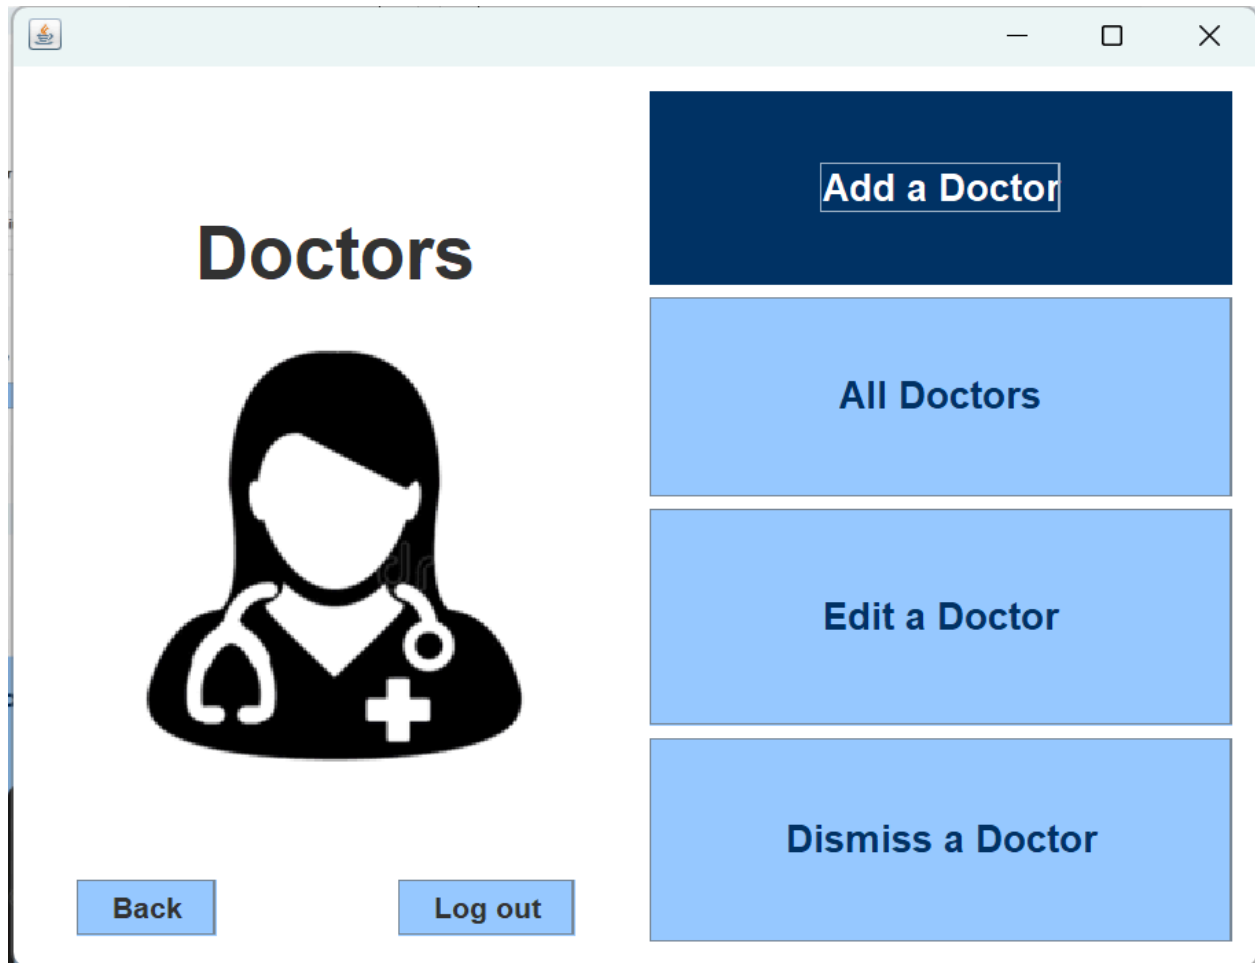 Doctors
Add a Doctor
All Doctors
Edit a Doctor
Dismiss a Doctor
Back
Log out